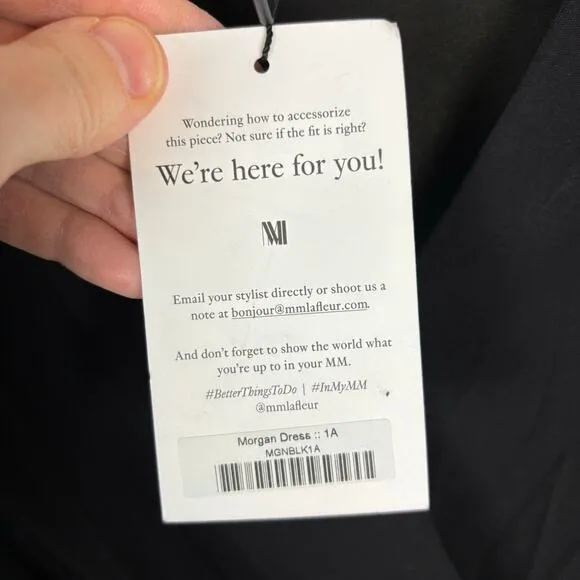 Wondering how to accessorize
this piece? Not sure if the fit is right?
We're here for you!
MM
Email your stylist directly or shoot us a
note at bonjour@mmlafleur.com.
And don't forget to show the world what
you're up to in your MM.
#BetterThingsToDo | #InMyMM
@mmlafleur
Morgan Dress :: 1A
MGNBLK1A